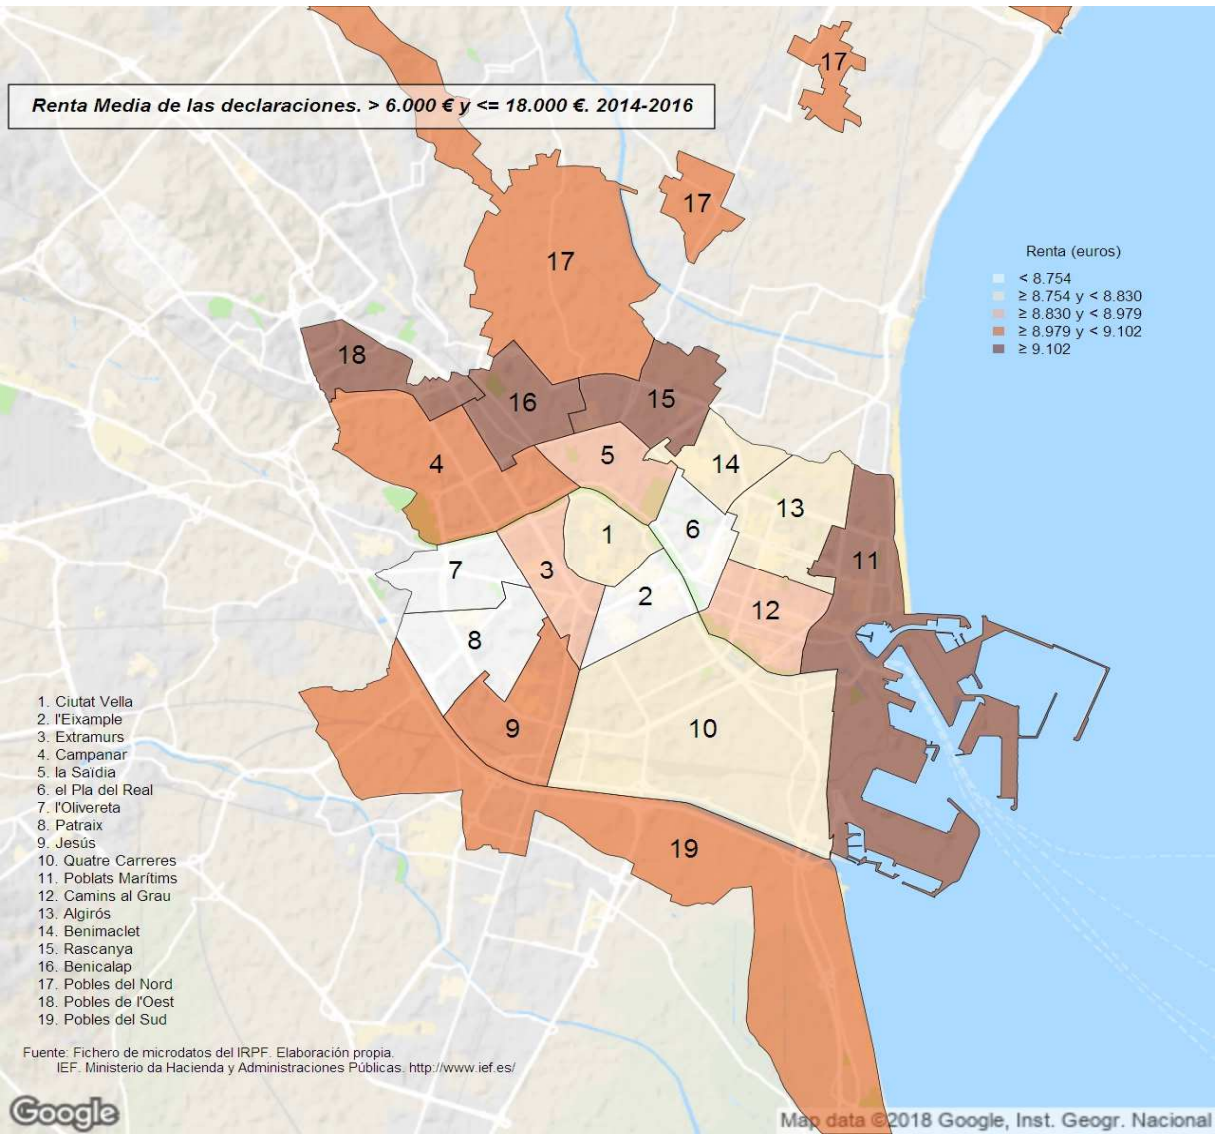 Renta Media de las declaraciones. > 6.000 € y <= 18.000 €. 2014-2016
17
17
17
Renta (euros)
< 8.754
≥ 8.754 y < 8.830
≥ 8.830 y < 8.979
≥ 8.979 y < 9.102
≥ 9.102
18
16
15
4
5
14
13
1
6
11
7
3
2
12
8
9
10
19
1. Ciutat Vella
2. l'Eixample
3. Extramurs
4. Campanar
5. la Saïdia
6. el Pla del Real
7. l'Olivereta
8. Patraix
9. Jesús
10. Quatre Carreres
11. Poblats Marítims
12. Camins al Grau
13. Algirós
14. Benimaclet
15. Rascanya
16. Benicalap
17. Pobles del Nord
18. Pobles de l'Oest
19. Pobles del Sud
Fuente: Fichero de microdatos del IRPF. Elaboración propia.
IEF. Ministerio da Hacienda y Administraciones Públicas. http://www.ief.es/
Google
Map data ©2018 Google, Inst. Geogr. Nacional